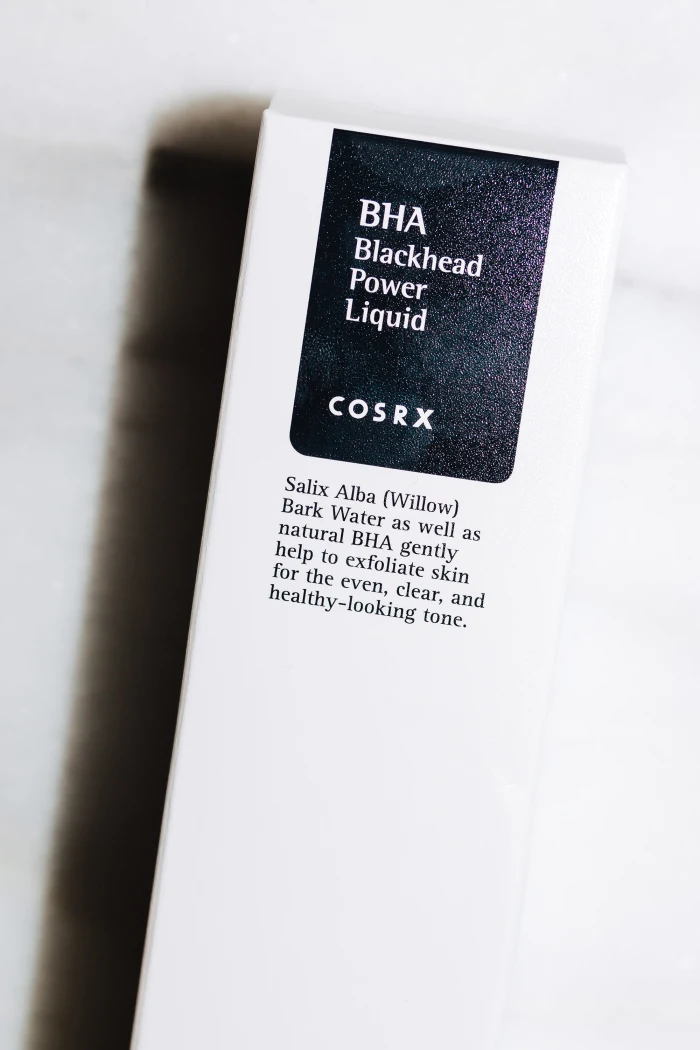 BHA
Blackhead
Power
Liquid
COSRX
Salix Alba (Willow)
Bark Water as well as
natural BHA gently
help to exfoliate skin
for the even, clear, and
healthy-looking tone.